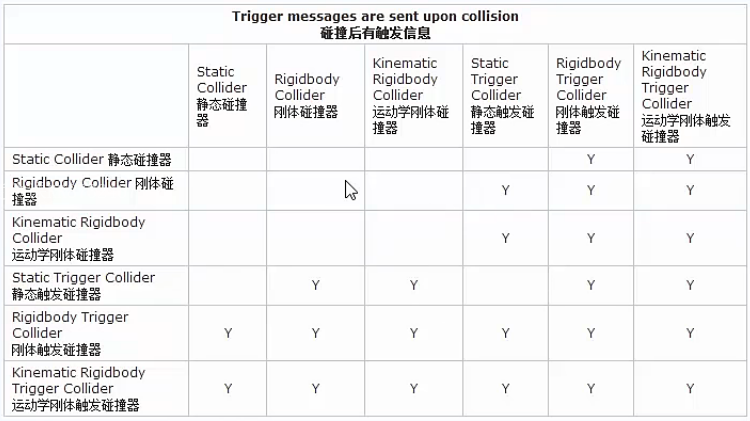 Trigger messages are sent upon collision
碰撞后有触发信息
Static Collider 静态碰撞器
Rigidbody Collider 刚体碰撞器
Kinematic Rigidbody Collider 运动学刚体碰撞器
Static Trigger Collider 静态触发碰撞器
Rigidbody Trigger Collider 刚体触发碰撞器
Kinematic Rigidbody Trigger Collider 运动学刚体触发碰撞器
Static Collider 静态碰撞器 Y Y
Rigidbody Collider 刚体碰撞器 Y Y Y
Kinematic Rigidbody Collider 运动学刚体碰撞器 Y Y Y
Static Trigger Collider 静态触发碰撞器 Y Y Y Y
Rigidbody Trigger Collider 刚体触发碰撞器 Y Y Y Y Y Y
Kinematic Rigidbody Trigger Collider 运动学刚体触发碰撞器 Y Y Y Y Y Y